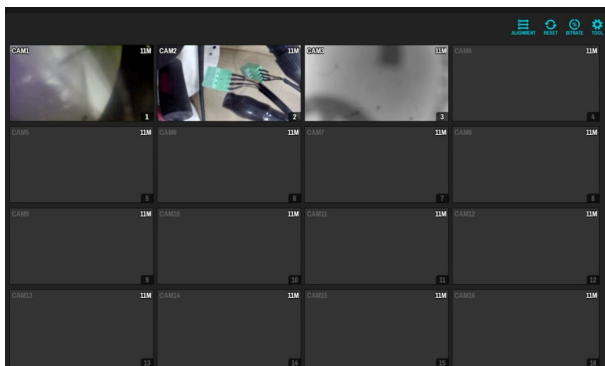 ALIGNMENT RESET BITRATE TOOL
CAM1 11M CAM2 11M CAM3 11M CAM4 11M
1 2 3 4
CAM5 11M CAM6 11M CAM7 11M CAM8 11M
5 6 7 8
CAM9 11M CAM10 11M CAM11 11M CAM12 11M
9 10 11 12
CAM13 11M CAM14 11M CAM15 11M CAM16 11M
13 14 15 16